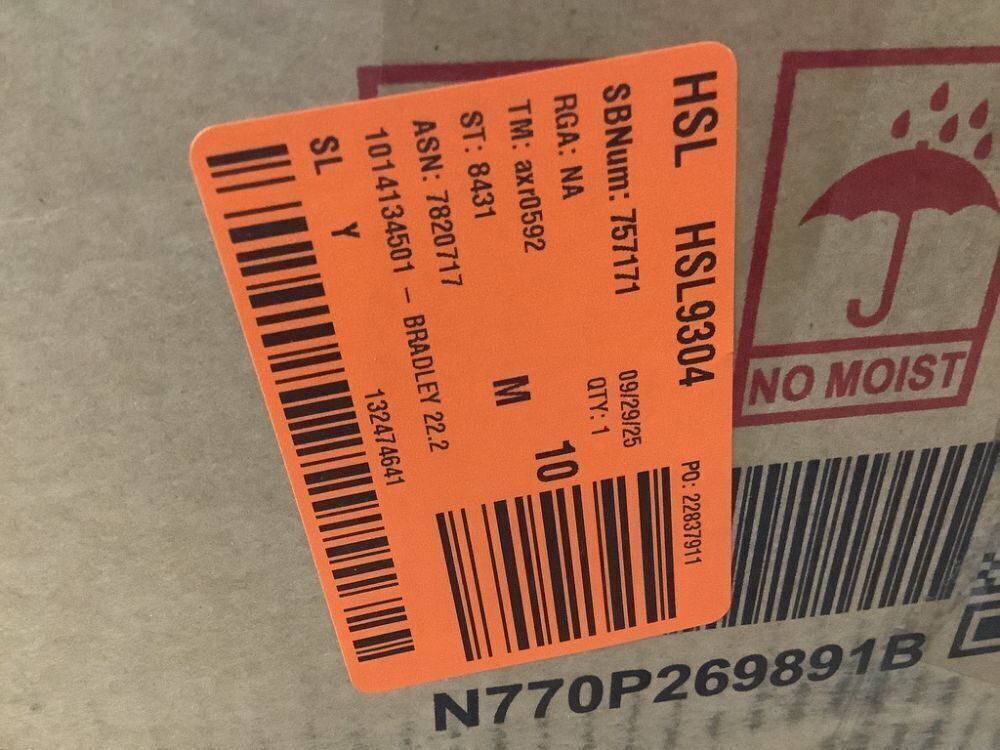 HSL HSL9304 PO: 22837911
SBNum: 757171 09/29/25
RGA: NA QTY: 1
TM: axr0592 10
ST: 8431 M
ASN: 7820717
1014134501 – BRADLEY 22.2
SL Y 132474641
NO MOIST
N770P269891B